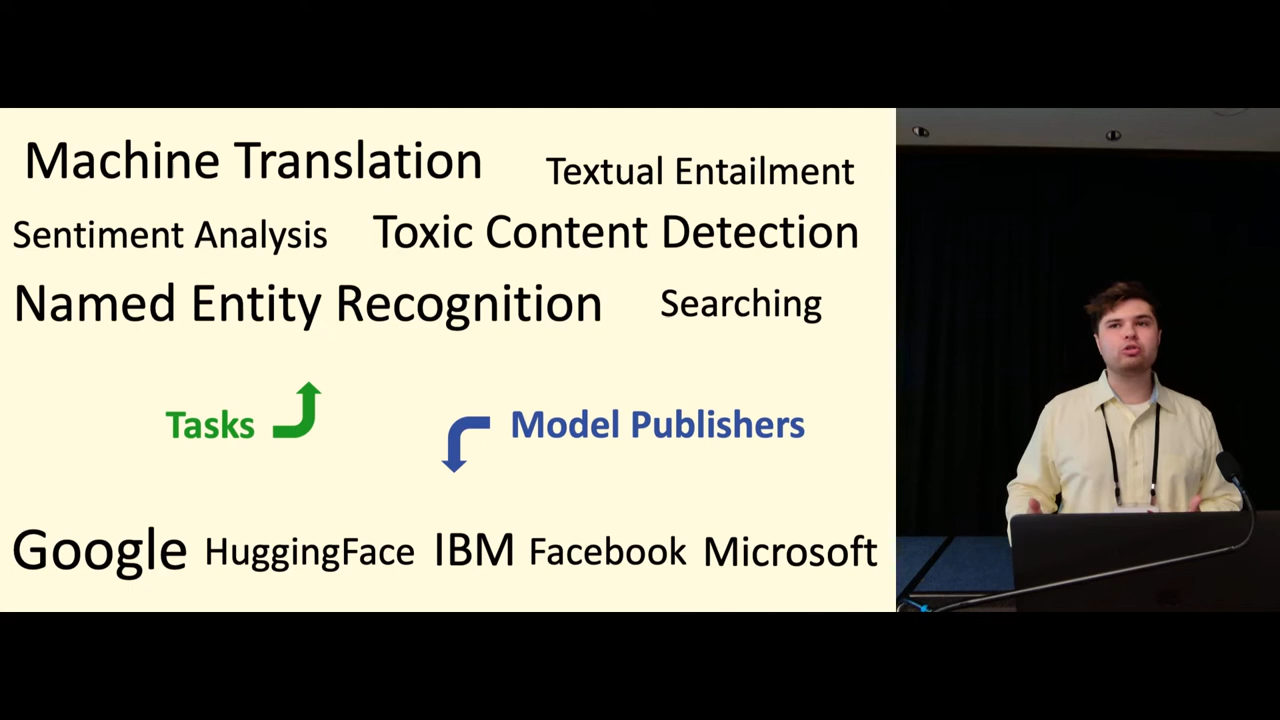 Machine Translation Textual Entailment
Sentiment Analysis Toxic Content Detection
Named Entity Recognition Searching
Tasks Model Publishers
Google HuggingFace IBM Facebook Microsoft